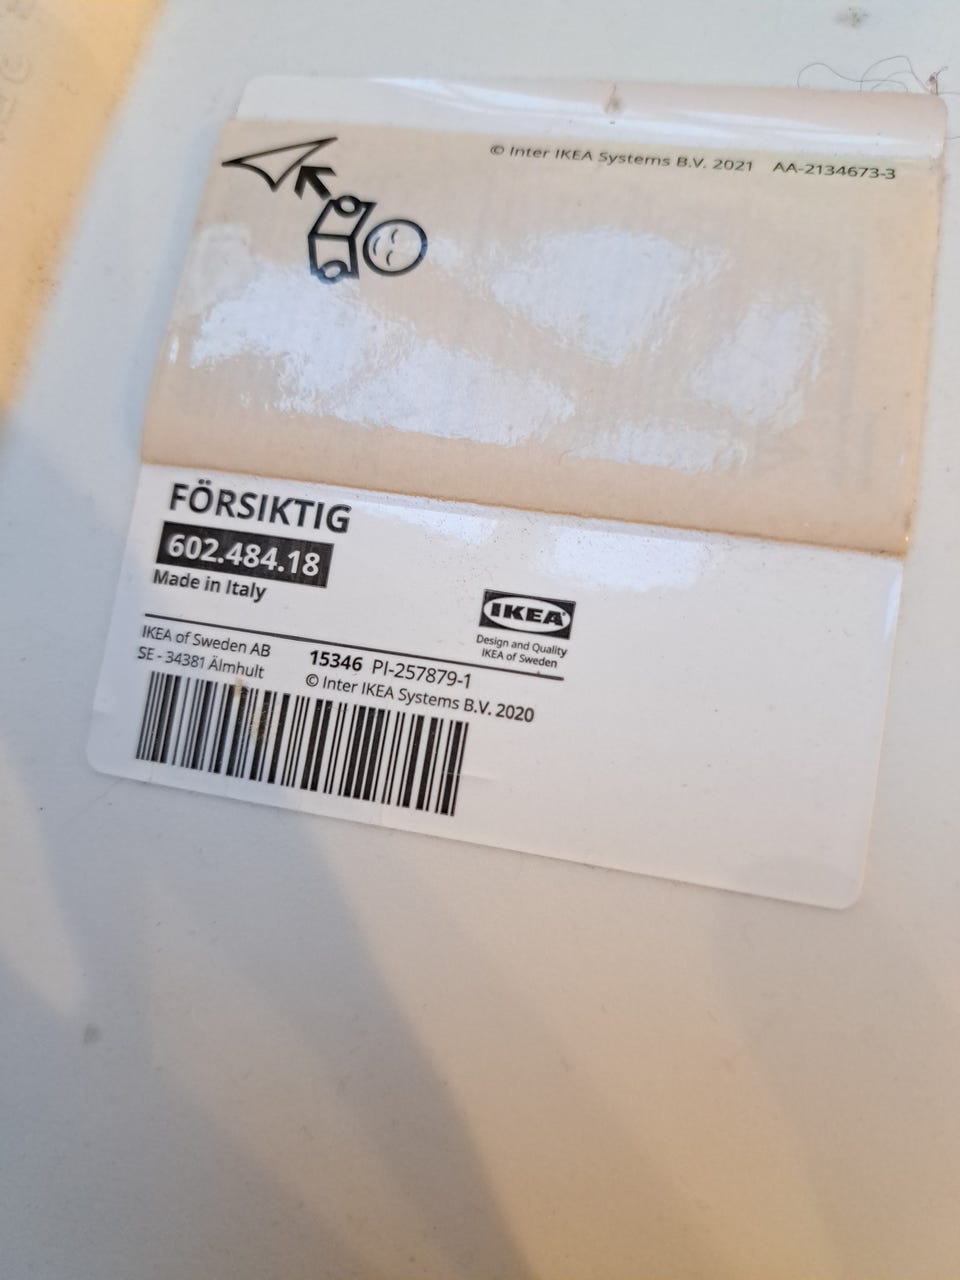 © Inter IKEA Systems B.V. 2021 AA-2134673-3
FÖRSIKTIG
602.484.18
Made in Italy
IKEA
Design and Quality
IKEA of Sweden
IKEA of Sweden AB
SE - 34381 Älmhult
15346 PI-257879-1
© Inter IKEA Systems B.V. 2020